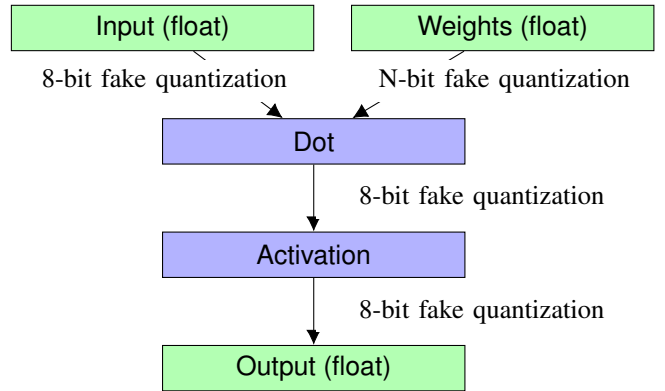 Input (float)
Weights (float)
8-bit fake quantization
N-bit fake quantization
Dot
8-bit fake quantization
Activation
8-bit fake quantization
Output (float)